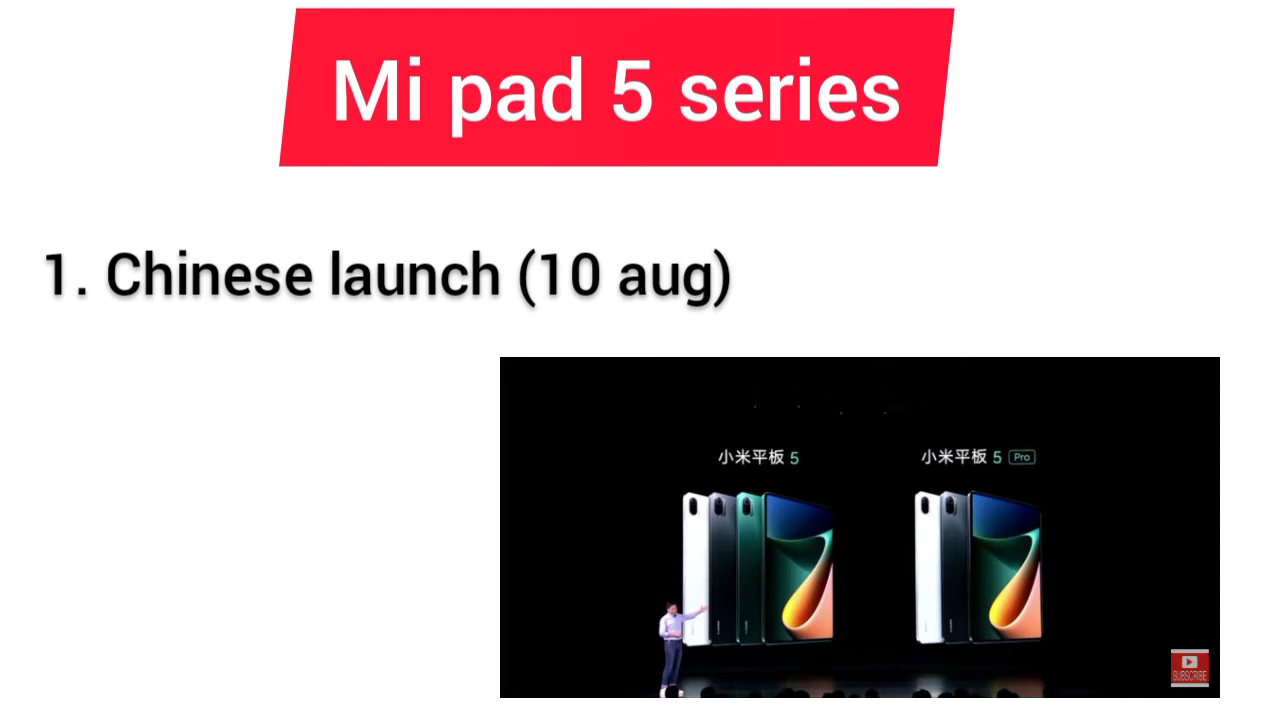 Mi pad 5 series
1. Chinese launch (10 aug)
小米平板 5
小米平板 5 Pro
SUBSCRIBE